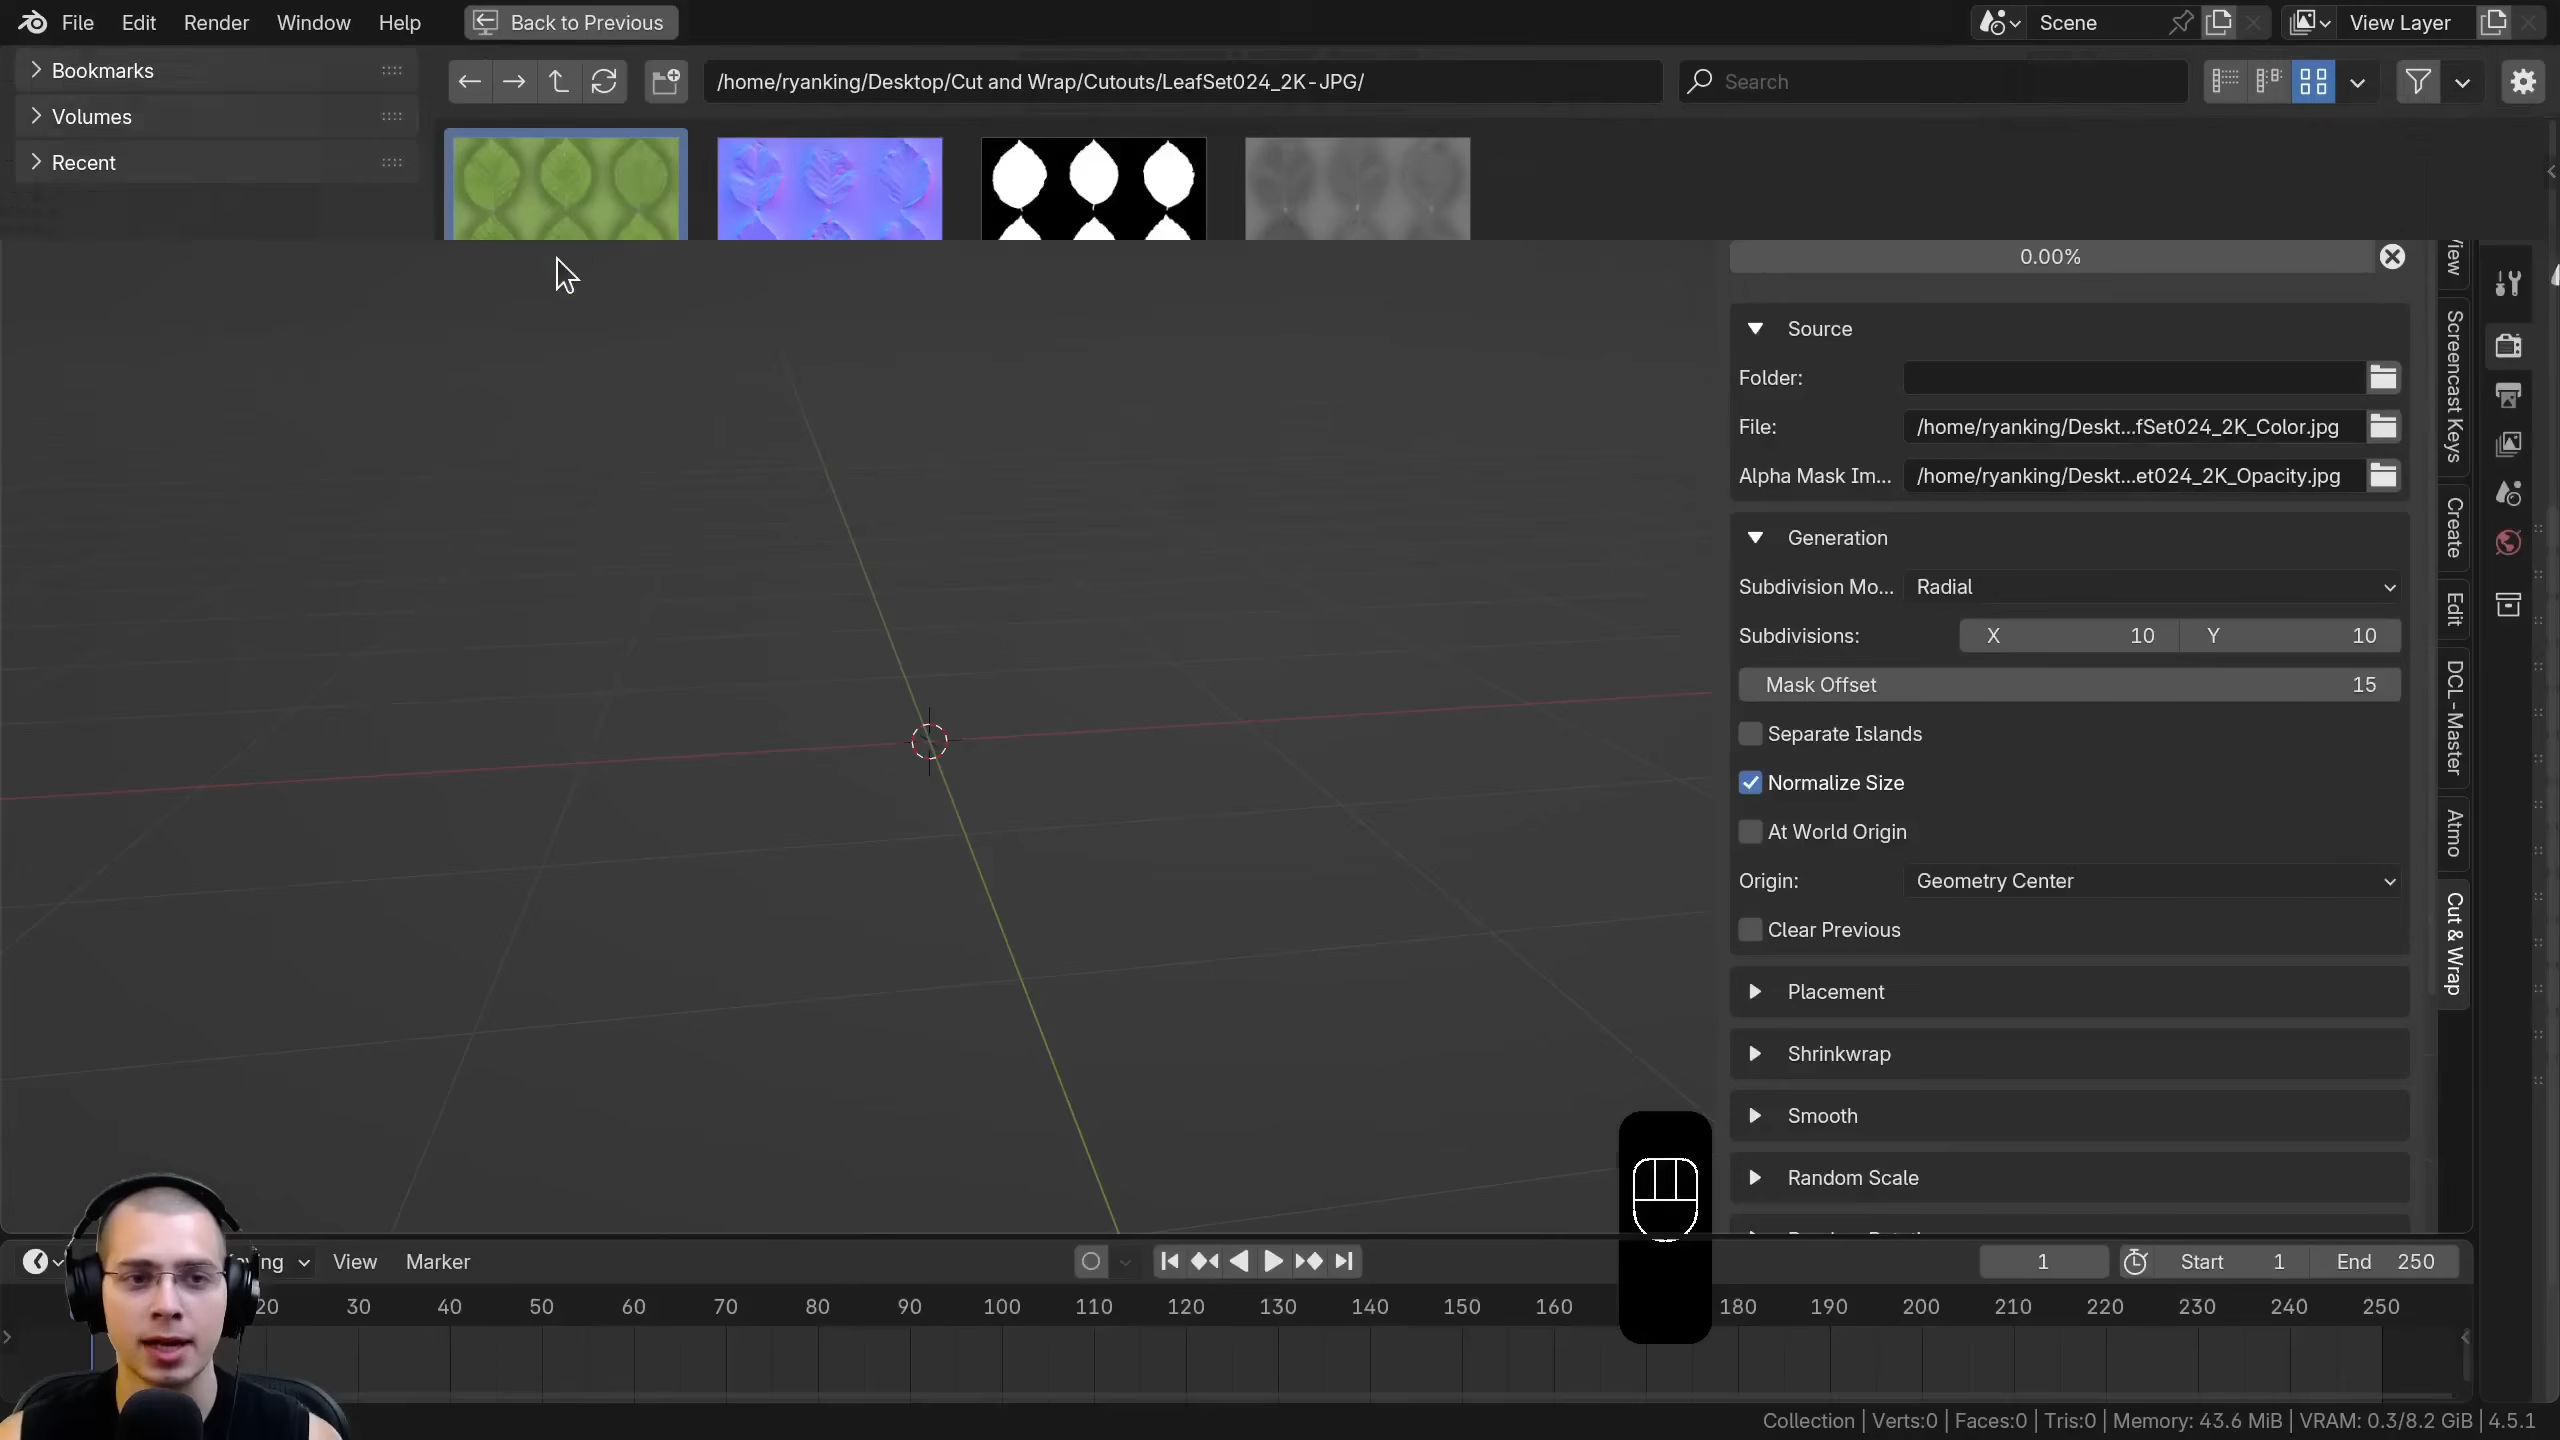 File Edit Render Window Help Back to Previous Scene View Layer
Bookmarks
Volumes
Recent
/home/ryanking/Desktop/Cut and Wrap/Cutouts/LeafSet024_2K-JPG/ Search
0.00%
Source
Folder:
File: /home/ryanking/Deskt...fSet024_2K_Color.jpg
Alpha Mask Im... /home/ryanking/Deskt...et024_2K_Opacity.jpg
Generation
Subdivision Mo... Radial
Subdivisions: X 10 Y 10
Mask Offset 15
Separate Islands
Normalize Size
At World Origin
Origin: Geometry Center
Clear Previous
Placement
Shrinkwrap
Smooth
Random Scale
Screencast Keys
Create
Edit
DCL-Master
Atmo
Cut & Wrap
View Marker 1 Start 1 End 250
20 30 40 50 60 70 80 90 100 110 120 130 140 150 160 180 190 200 210 220 230 240 250
Collection | Verts:0 | Faces:0 | Tris:0 | Memory: 43.6 MiB | VRAM: 0.3/8.2 GiB | 4.5.1